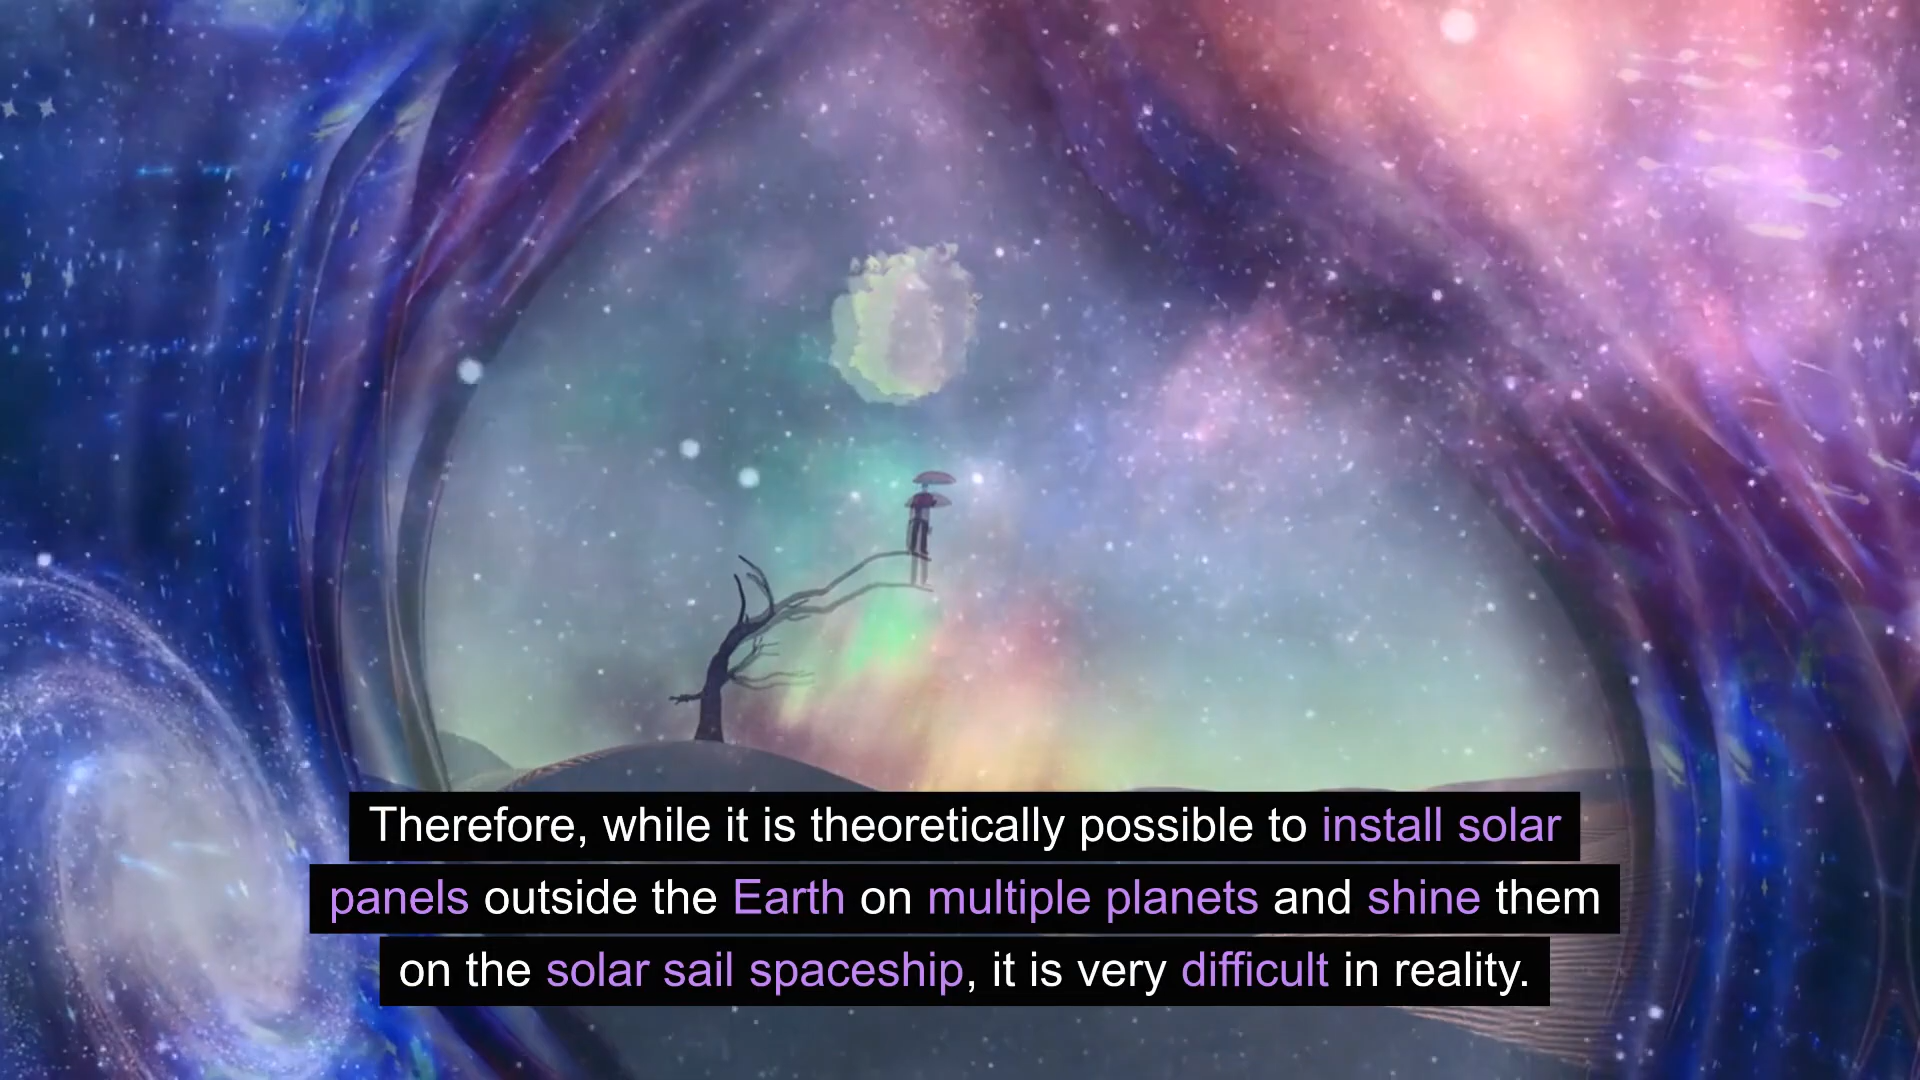 Therefore, while it is theoretically possible to install solar
panels outside the Earth on multiple planets and shine them
on the solar sail spaceship, it is very difficult in reality.